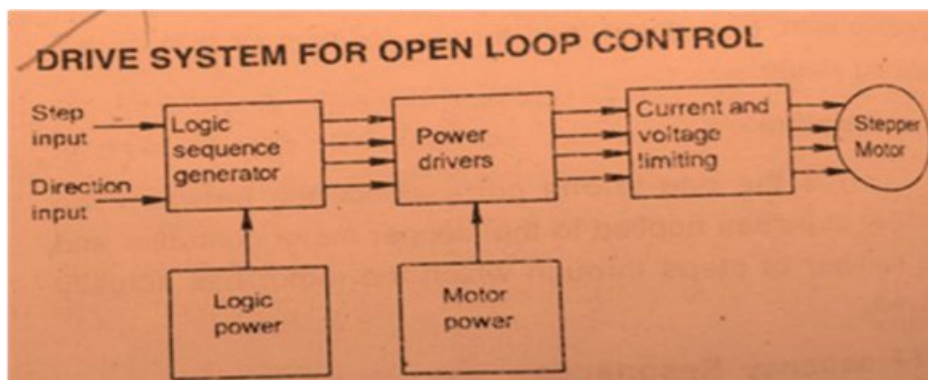 DRIVE SYSTEM FOR OPEN LOOP CONTROL
Step
input
Direction
input
Logic
sequence
generator
Power
drivers
Current and
voltage
limiting
Stepper
Motor
Logic
power
Motor
power